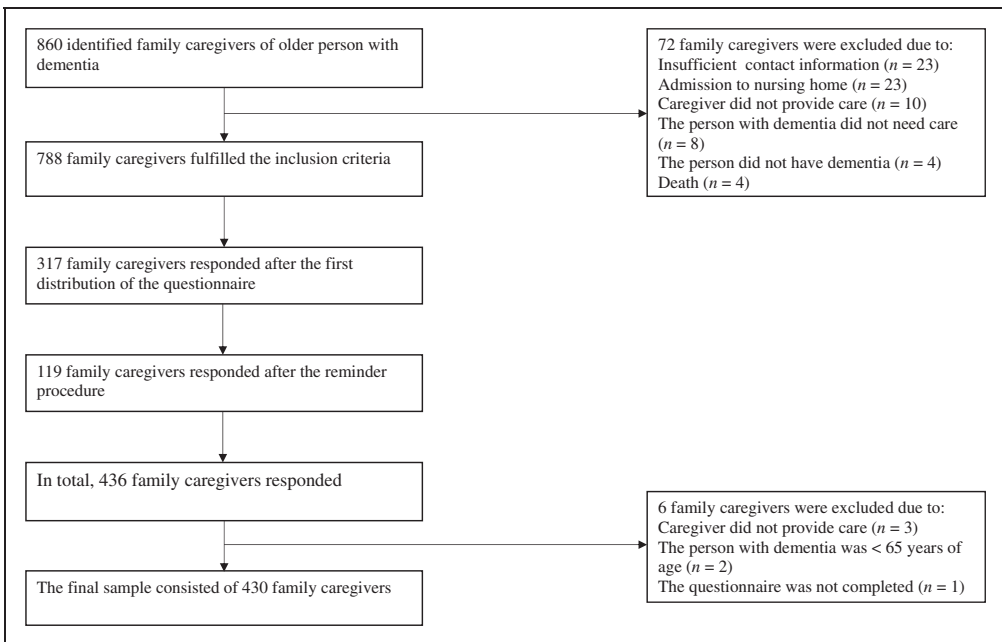 860 identified family caregivers of older person with
dementia
72 family caregivers were excluded due to:
Insufficient contact information (n = 23)
Admission to nursing home (n = 23)
Caregiver did not provide care (n = 10)
The person with dementia did not need care
(n = 8)
The person did not have dementia (n = 4)
Death (n = 4)
788 family caregivers fulfilled the inclusion criteria
317 family caregivers responded after the first
distribution of the questionnaire
119 family caregivers responded after the reminder
procedure
In total, 436 family caregivers responded
6 family caregivers were excluded due to:
Caregiver did not provide care (n = 3)
The person with dementia was < 65 years of
age (n = 2)
The questionnaire was not completed (n = 1)
The final sample consisted of 430 family caregivers